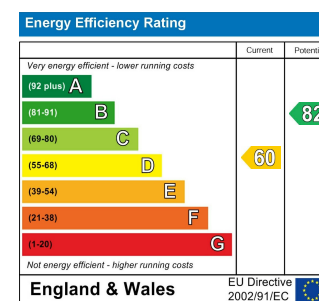 Energy Efficiency Rating
Current
Very energy efficient - lower running costs
(92 plus) A
(81-91) B
82
(69-80) C
(55-68) D
60
(39-54) E
(21-38) F
(1-20) G
Not energy efficient - higher running costs
England & Wales
EU Directive
2002/91/EC